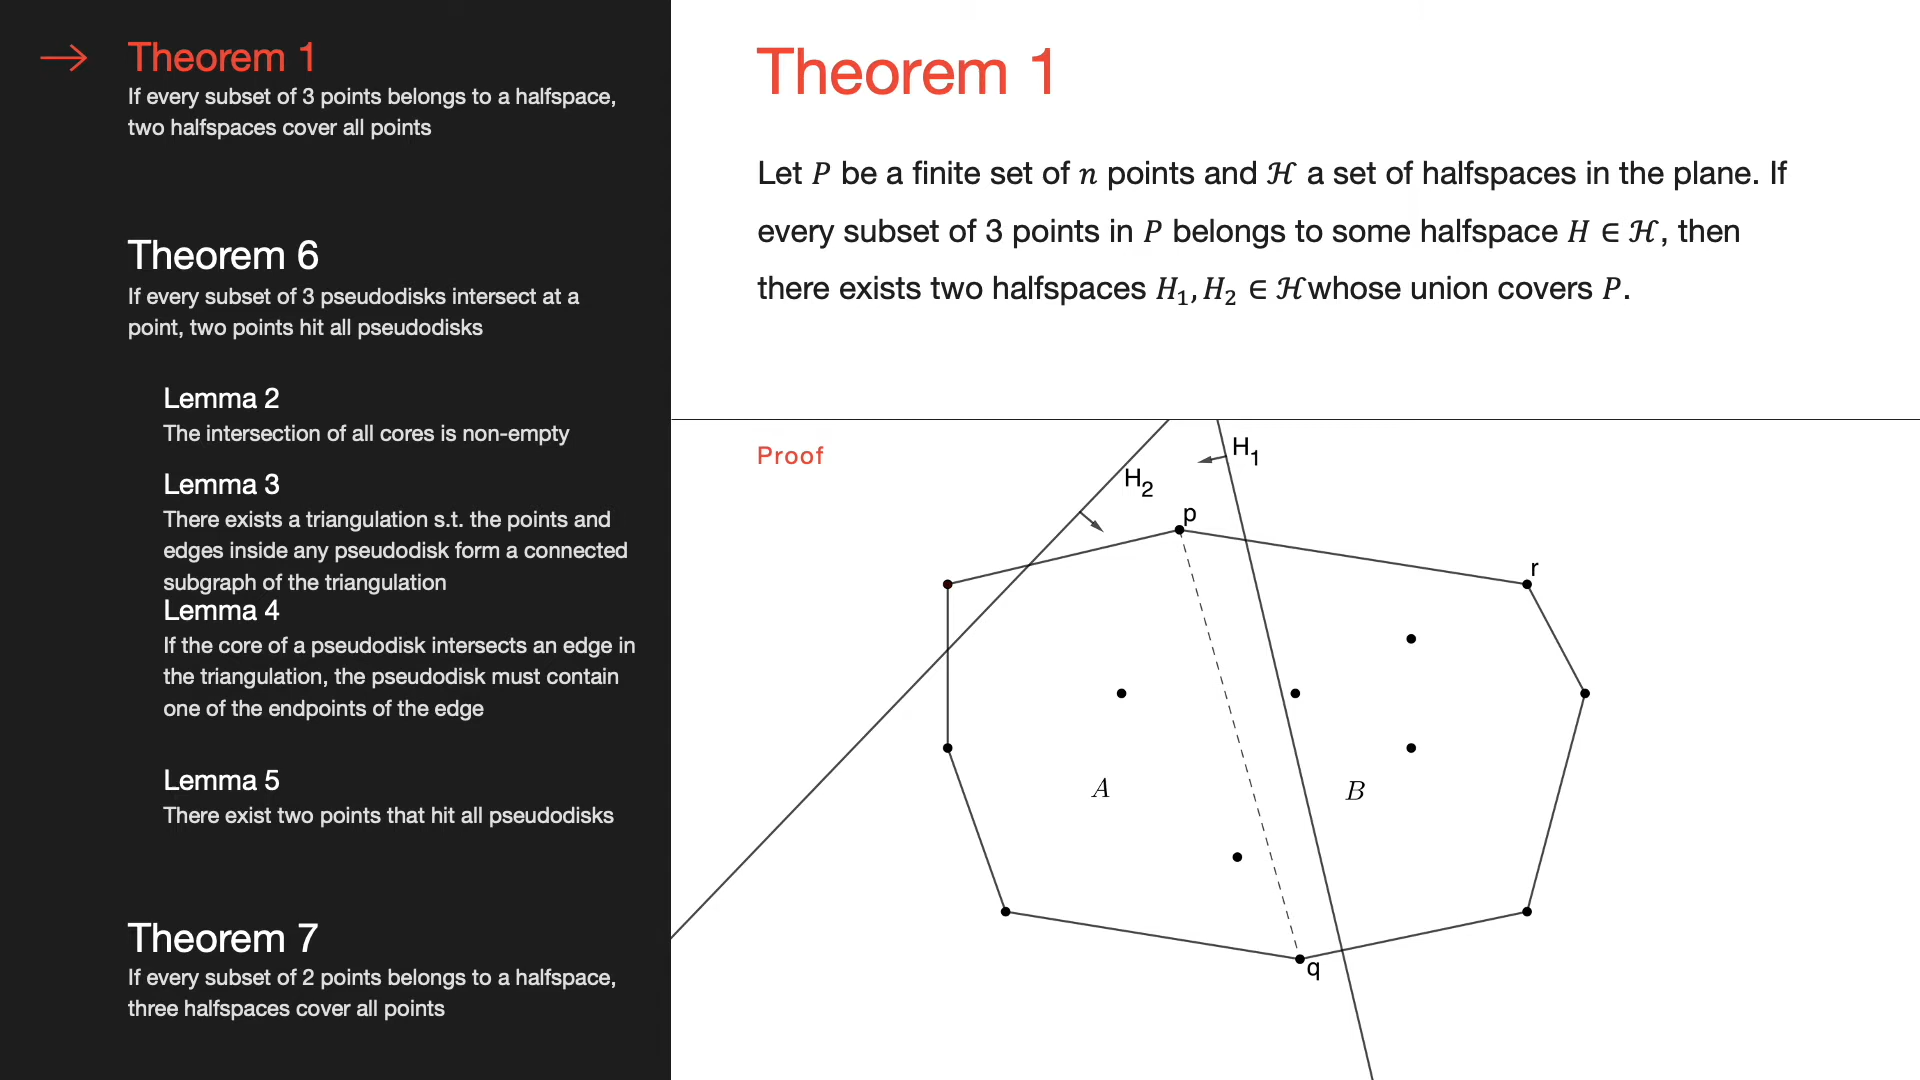 Theorem 1
If every subset of 3 points belongs to a halfspace,
two halfspaces cover all points
Theorem 6
If every subset of 3 pseudodisks intersect at a
point, two points hit all pseudodisks
Lemma 2
The intersection of all cores is non-empty
Lemma 3
There exists a triangulation s.t. the points and
edges inside any pseudodisk form a connected
subgraph of the triangulation
Lemma 4
If the core of a pseudodisk intersects an edge in
the triangulation, the pseudodisk must contain
one of the endpoints of the edge
Lemma 5
There exist two points that hit all pseudodisks
Theorem 7
If every subset of 2 points belongs to a halfspace,
three halfspaces cover all points
Theorem 1
Let P be a finite set of n points and ℋ a set of halfspaces in the plane. If
every subset of 3 points in P belongs to some halfspace H ∈ ℋ, then
there exists two halfspaces H₁, H₂ ∈ ℋ whose union covers P.
Proof
H₁
H₂
p
r
A
B
q